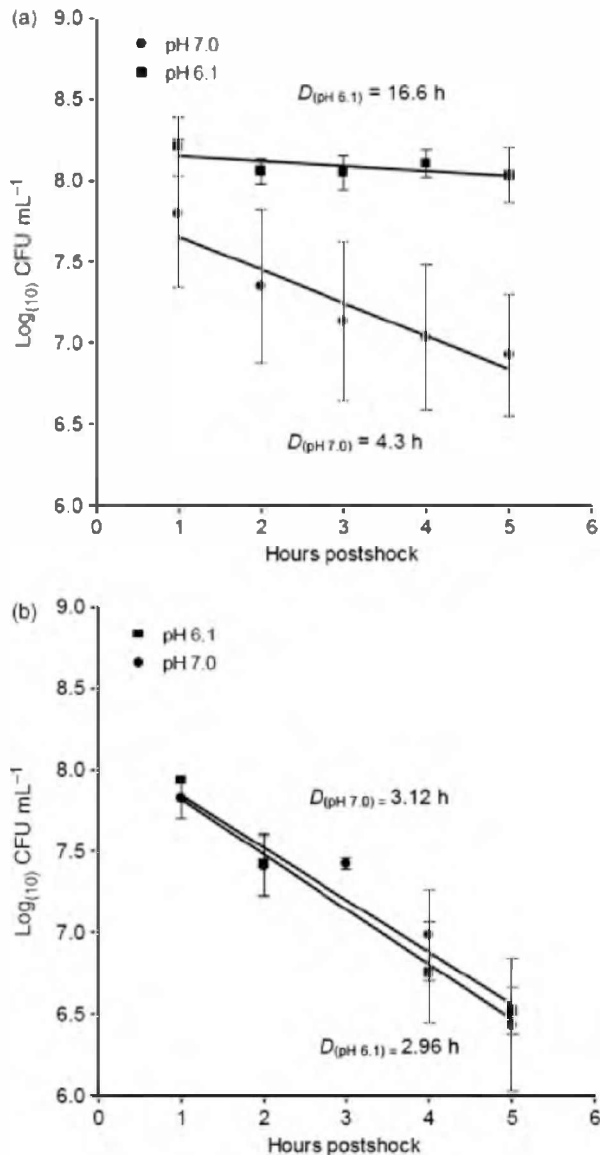 (a)
9.0
8.5
8.0
7.5
7.0
6.5
6.0
Log(10) CFU mL⁻¹
pH 7.0
pH 6.1
D(pH 6.1) = 16.6 h
D(pH 7.0) = 4.3 h
0 1 2 3 4 5 6
Hours postshock
(b)
9.0
8.5
8.0
7.5
7.0
6.5
6.0
Log(10) CFU mL⁻¹
pH 6.1
pH 7.0
D(pH 7.0) = 3.12 h
D(pH 6.1) = 2.96 h
0 1 2 3 4 5 6
Hours postshock